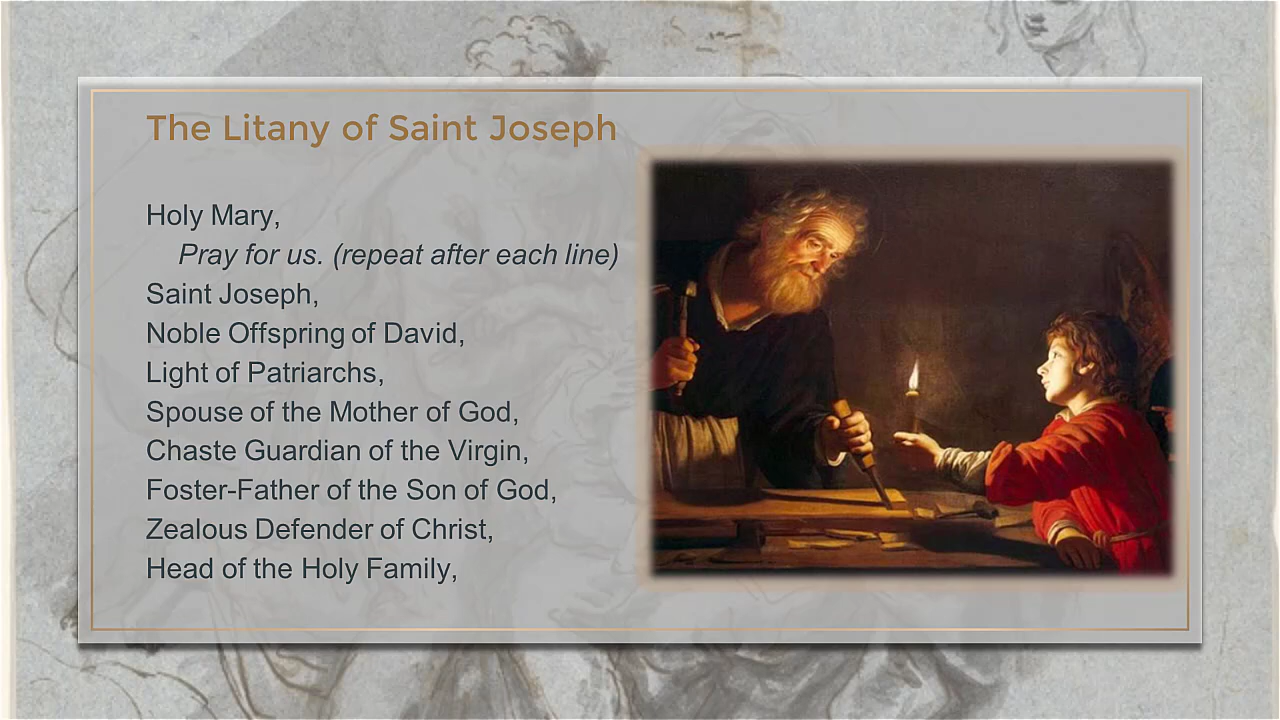 The Litany of Saint Joseph
Holy Mary,
Pray for us. (repeat after each line)
Saint Joseph,
Noble Offspring of David,
Light of Patriarchs,
Spouse of the Mother of God,
Chaste Guardian of the Virgin,
Foster-Father of the Son of God,
Zealous Defender of Christ,
Head of the Holy Family,